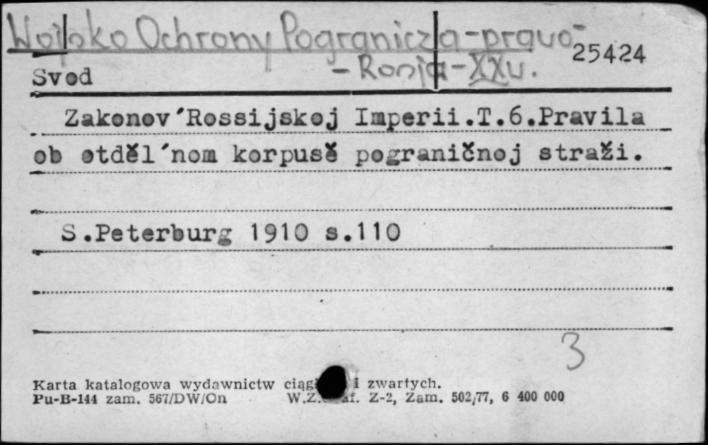 Wojsko Ochrony Pogranicza-prawo-
25424
-Rosja-XXw.
Svod
Zakonov'Rossijskoj Imperii.T.6.Pravila
ob otděl'nom korpusě pograničnoj straži.
S.Peterburg 1910 s.110
3
Karta katalogowa wydawnictw i zwartych.
Pu-B-144 zam. 567/DW/On W.Z. af. Z-2, Zam. 502/77, 6 400 000